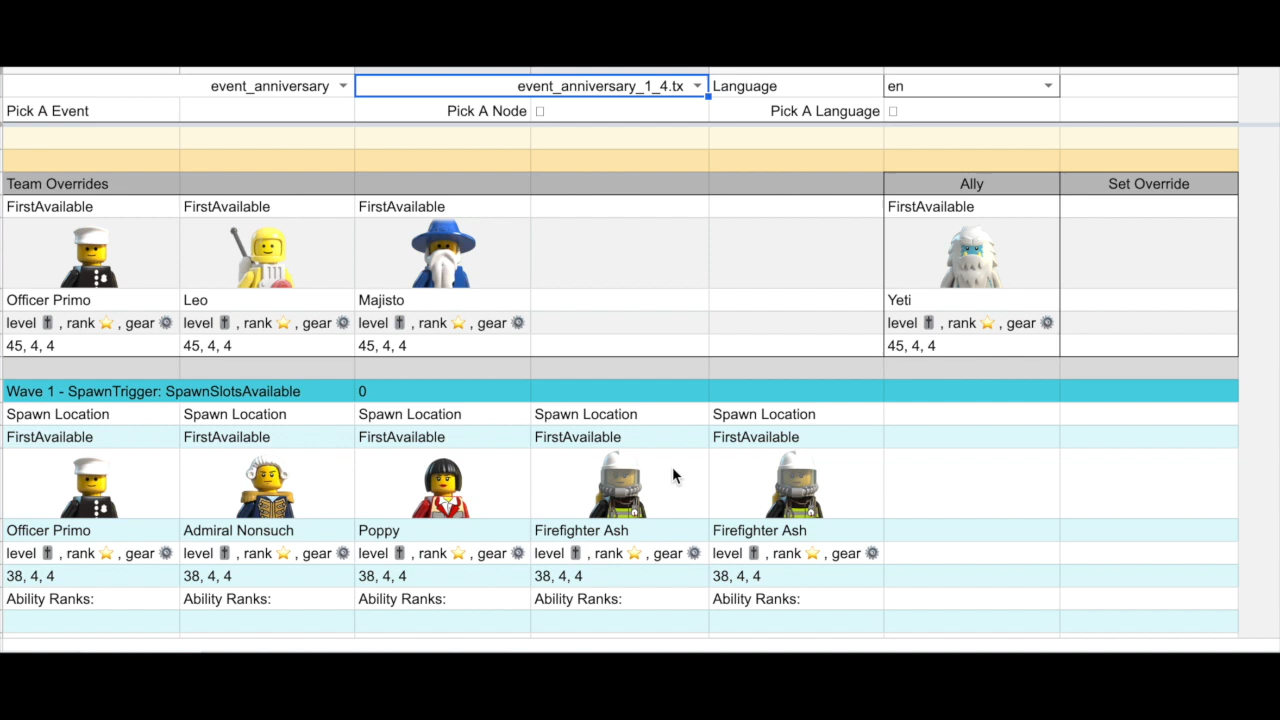 event_anniversary event_anniversary_1_4.tx Language en
Pick A Event Pick A Node Pick A Language
Team Overrides Ally Set Override
FirstAvailable FirstAvailable FirstAvailable FirstAvailable
Officer Primo Leo Majisto Yeti
level , rank ⭐ , gear ⚙ level , rank ⭐ , gear ⚙ level , rank ⭐ , gear ⚙ level , rank ⭐ , gear ⚙
45, 4, 4 45, 4, 4 45, 4, 4 45, 4, 4
Wave 1 - SpawnTrigger: SpawnSlotsAvailable 0
Spawn Location Spawn Location Spawn Location Spawn Location Spawn Location
FirstAvailable FirstAvailable FirstAvailable FirstAvailable FirstAvailable
Officer Primo Admiral Nonsuch Poppy Firefighter Ash Firefighter Ash
level , rank ⭐ , gear ⚙ level , rank ⭐ , gear ⚙ level , rank ⭐ , gear ⚙ level , rank ⭐ , gear ⚙ level , rank ⭐ , gear ⚙
38, 4, 4 38, 4, 4 38, 4, 4 38, 4, 4 38, 4, 4
Ability Ranks: Ability Ranks: Ability Ranks: Ability Ranks: Ability Ranks: